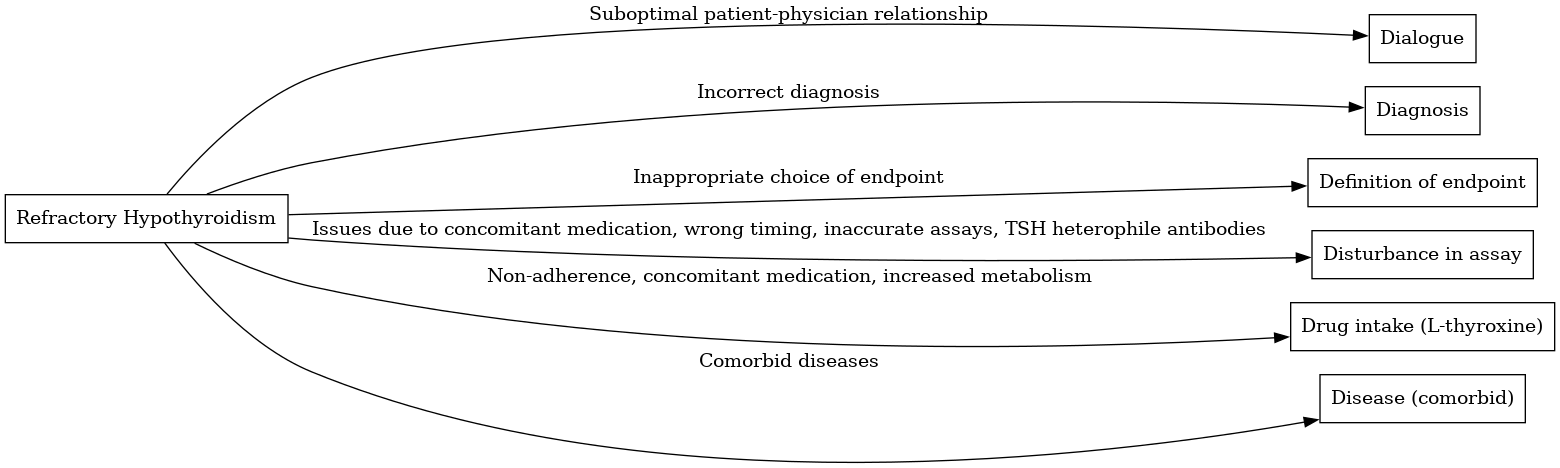 Suboptimal patient-physician relationship
Dialogue
Incorrect diagnosis
Diagnosis
Inappropriate choice of endpoint
Definition of endpoint
Refractory Hypothyroidism
Issues due to concomitant medication, wrong timing, inaccurate assays, TSH heterophile antibodies
Disturbance in assay
Non-adherence, concomitant medication, increased metabolism
Drug intake (L-thyroxine)
Comorbid diseases
Disease (comorbid)